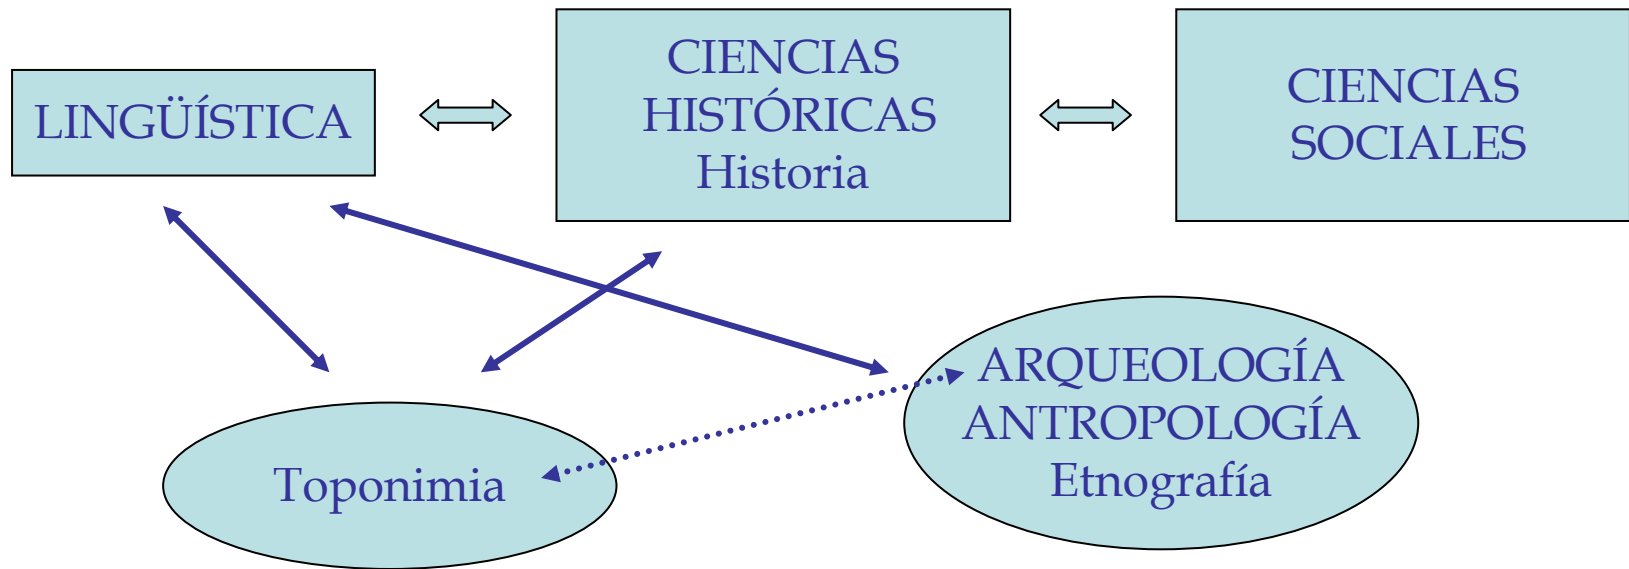 LINGÜÍSTICA
CIENCIAS
HISTÓRICAS
Historia
CIENCIAS
SOCIALES
ARQUEOLOGÍA
ANTROPOLOGÍA
Etnografía
Toponimia